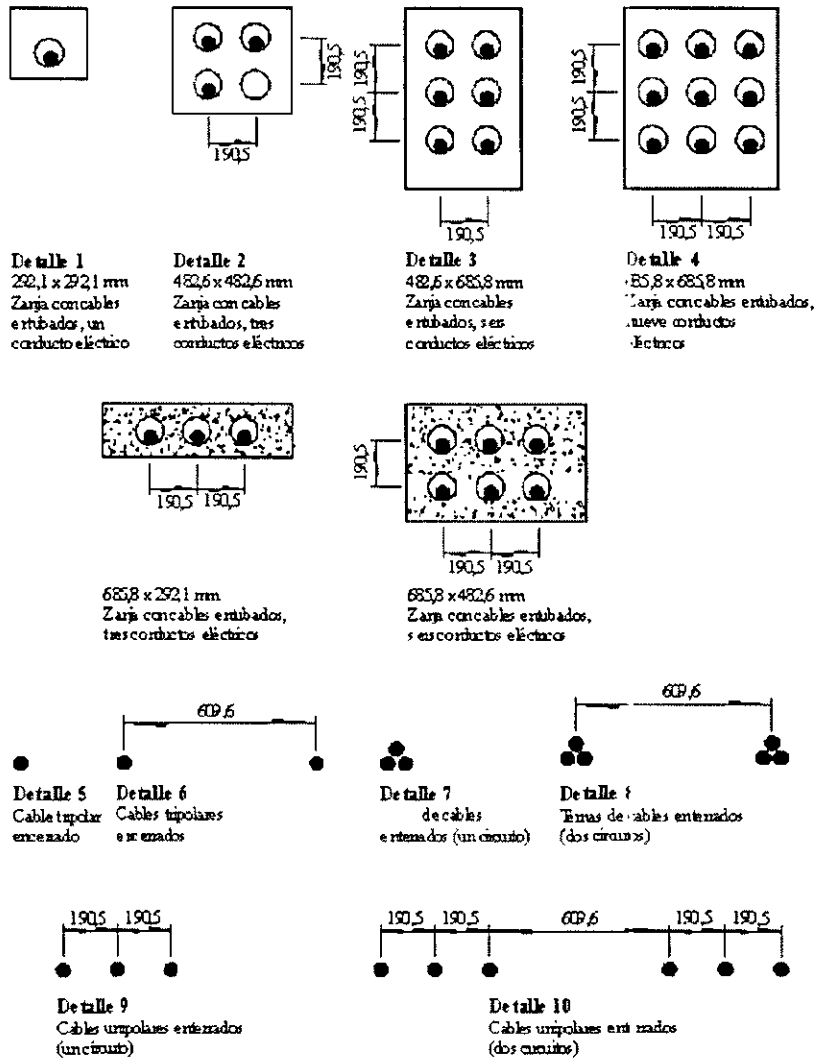 190,5
190,5
190,5
190,5
190,5
190,5
190,5
190,5
190,5
190,5
Detalle 1
292,1 x 292,1 mm
Zanja con cables
entubados, un
conducto eléctrico
Detalle 2
482,6 x 482,6 mm
Zanja con cables
entubados, tres
conductos eléctricos
Detalle 3
482,6 x 685,8 mm
Zanja con cables
entubados, seis
conductos eléctricos
Detalle 4
685,8 x 685,8 mm
Zanja con cables entubados,
nueve conductos
eléctricos
190,5
190,5 190,5
190,5 190,5
685,8 x 292,1 mm
Zanja con cables entubados,
tres conductos eléctricos
685,8 x 482,6 mm
Zanja con cables entubados,
seis conductos eléctricos
609,6
609,6
Detalle 5
Cable tripolar
enterrado
Detalle 6
Cables tripolares
enterrados
Detalle 7
de cables
enterrados (un circuito)
Detalle
Ternas de cables enterrados
(dos circuitos)
190,5 190,5
190,5 190,5 609,6 190,5 190,5
Detalle 9
Cables unipolares enterrados
(un circuito)
Detalle 10
Cables unipolares enterrados
(dos circuitos)